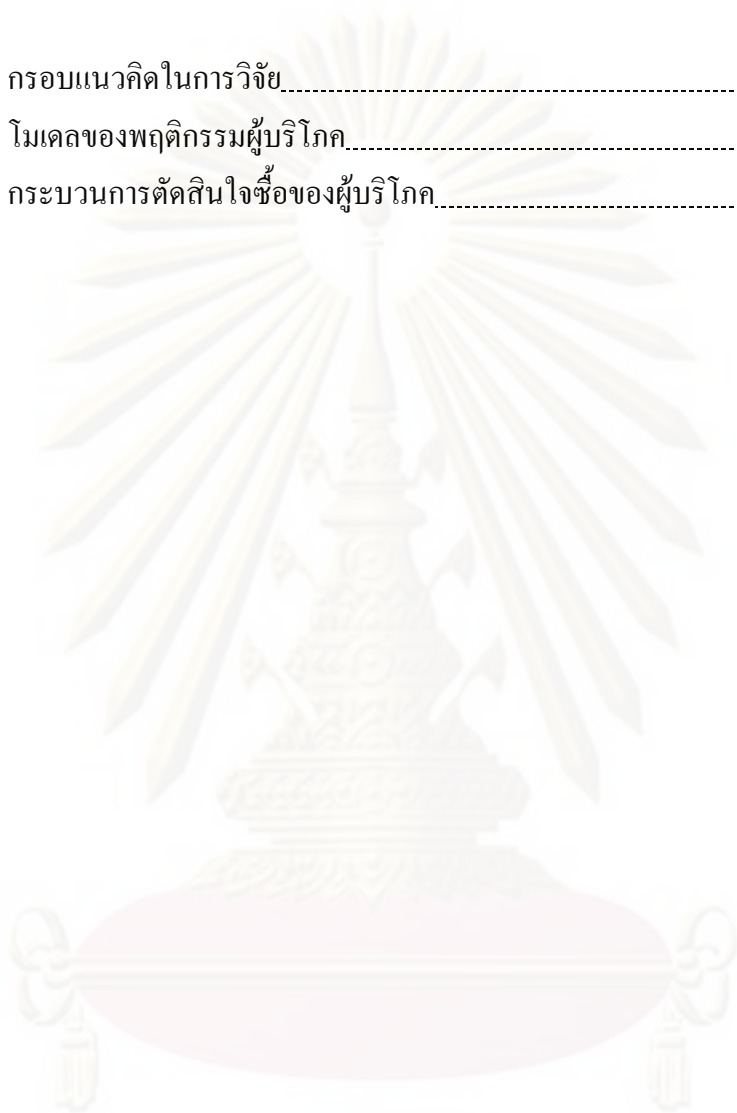 กรอบแนวคิดในการวิจัย
โมเดลของพฤติกรรมผู้บริโภค
กระบวนการตัดสินใจซื้อของผู้บริโภค